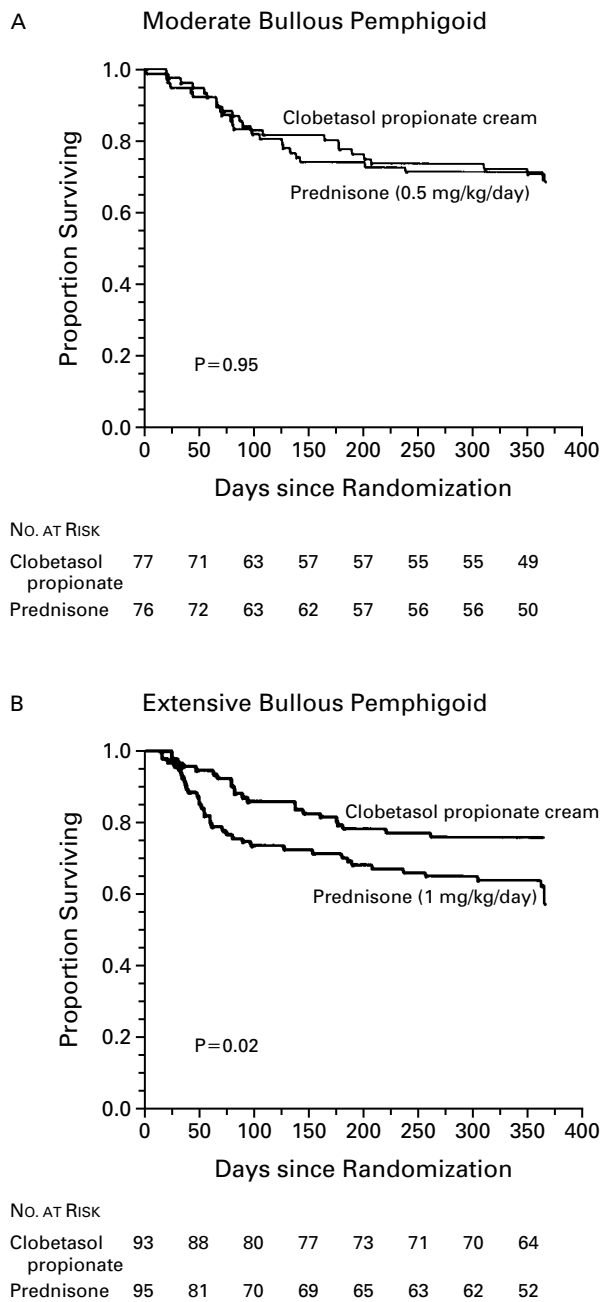 A Moderate Bullous Pemphigoid
1.0
0.8
0.6
0.4
0.2
0.0
Proportion Surviving
Clobetasol propionate cream
Prednisone (0.5 mg/kg/day)
P=0.95
0 50 100 150 200 250 300 350 400
Days since Randomization
NO. AT RISK
Clobetasol 77 71 63 57 57 55 55 49
propionate
Prednisone 76 72 63 62 57 56 56 50
B Extensive Bullous Pemphigoid
1.0
0.8
0.6
0.4
0.2
0.0
Proportion Surviving
Clobetasol propionate cream
Prednisone (1 mg/kg/day)
P=0.02
0 50 100 150 200 250 300 350 400
Days since Randomization
NO. AT RISK
Clobetasol 93 88 80 77 73 71 70 64
propionate
Prednisone 95 81 70 69 65 63 62 52